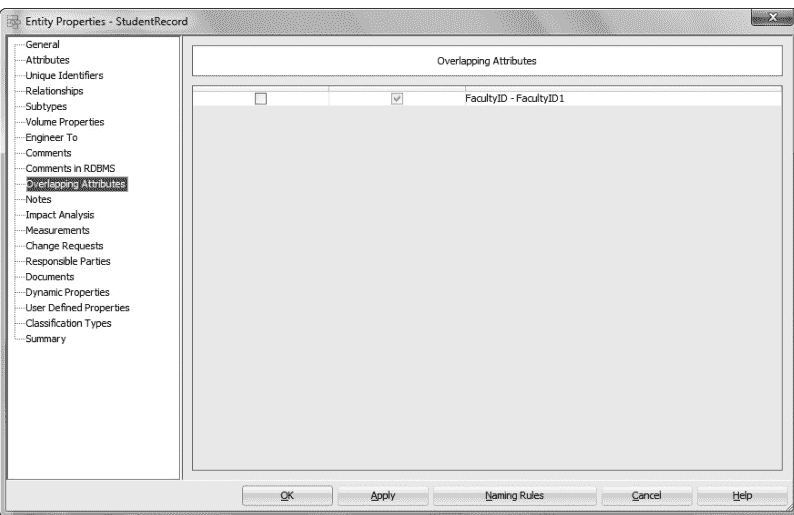 Entity Properties - StudentRecord
General
Attributes
Unique Identifiers
Relationships
Subtypes
Volume Properties
Engineer To
Comments
Comments in RDBMS
Overlapping Attributes
Notes
Impact Analysis
Measurements
Change Requests
Responsible Parties
Documents
Dynamic Properties
User Defined Properties
Classification Types
Summary
Overlapping Attributes
FacultyID - FacultyID1
OK Apply Naming Rules Cancel Help